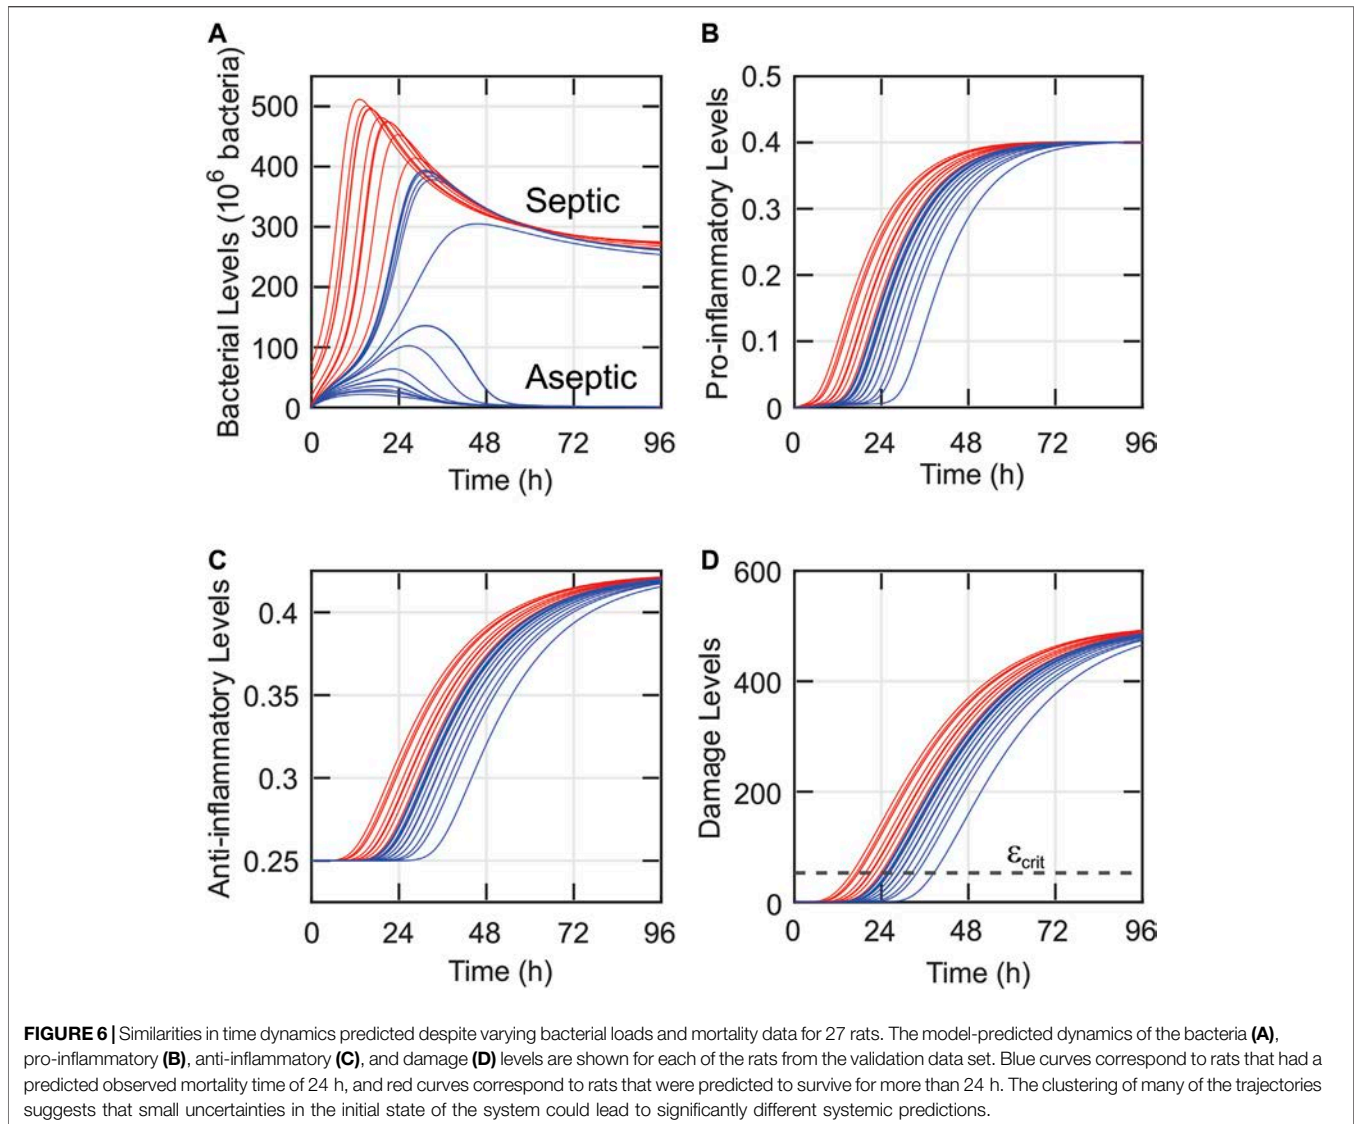 A
Bacterial Levels (10^6 bacteria)
500
400
300
200
100
0
Septic
Aseptic
0 24 48 72 96
Time (h)
B
Pro-inflammatory Levels
0.5
0.4
0.3
0.2
0.1
0
0 24 48 72 96
Time (h)
C
Anti-inflammatory Levels
0.4
0.35
0.3
0.25
0 24 48 72 96
Time (h)
D
Damage Levels
600
400
200
0
εcrit
0 24 48 72 96
Time (h)
FIGURE 6 | Similarities in time dynamics predicted despite varying bacterial loads and mortality data for 27 rats. The model-predicted dynamics of the bacteria (A),
pro-inflammatory (B), anti-inflammatory (C), and damage (D) levels are shown for each of the rats from the validation data set. Blue curves correspond to rats that had a
predicted observed mortality time of 24 h, and red curves correspond to rats that were predicted to survive for more than 24 h. The clustering of many of the trajectories
suggests that small uncertainties in the initial state of the system could lead to significantly different systemic predictions.